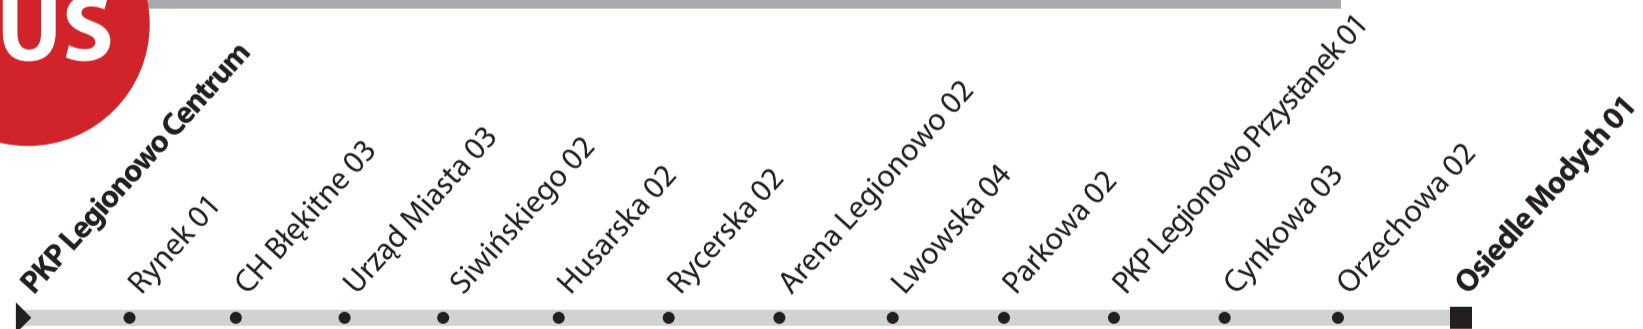 US
PKP Legionowo Centrum
Rynek 01
CH Błękitne 03
Urząd Miasta 03
Siwińskiego 02
Husarska 02
Rycerska 02
Arena Legionowo 02
Lwowska 04
Parkowa 02
PKP Legionowo Przystanek 01
Cynkowa 03
Orzechowa 02
Osiedle Modych 01